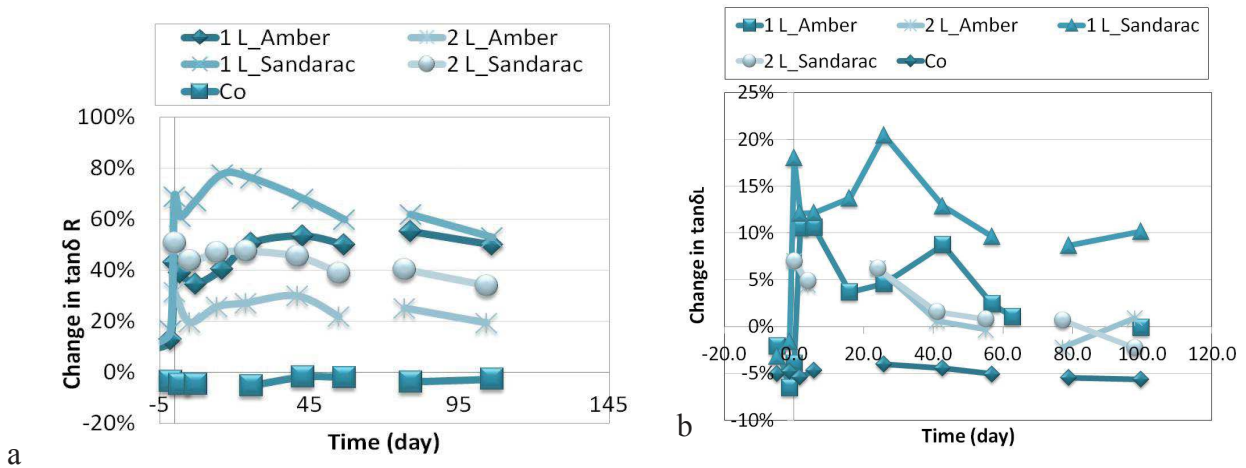 1 L_Amber 2 L_Amber
1 L_Sandarac 2 L_Sandarac
Co
100%
80%
60%
40%
20%
0%
-20%
-5 45 95 145
Change in tanδ R
Time (day)
a
1 L_Amber 2 L_Amber 1 L_Sandarac
2 L_Sandarac Co
25%
20%
15%
10%
5%
0%
-5%
-10%
-20.0 0.0 20.0 40.0 60.0 80.0 100.0 120.0
Change in tanδL
Time (day)
b